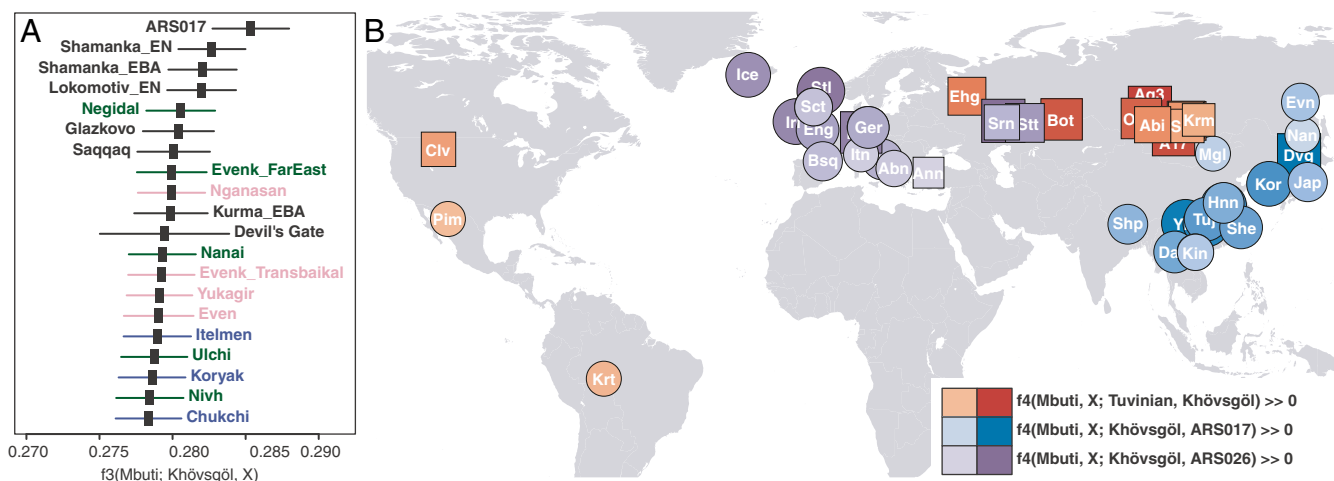 A
ARS017
Shamanka_EN
Shamanka_EBA
Lokomotiv_EN
Negidal
Glazkovo
Saqqaq
Evenk_FarEast
Nganasan
Kurma_EBA
Devil's Gate
Nanai
Evenk_Transbaikal
Yukagir
Even
Itelmen
Ulchi
Koryak
Nivh
Chukchi
0.270 0.275 0.280 0.285 0.290
f3(Mbuti; Khövsgöl, X)
B
Ice
Stl
Sct
Eng
Ger
Bsq
Itn
Abn
Ann
Ehg
Srn
Stt
Bot
Ag3
Abi
Krm
A17
Mgl
Evn
Nan
Dvg
Kor
Jap
Hnn
Tuj
She
Shp
Kin
Clv
Pim
Krt
f4(Mbuti, X; Tuvinian, Khövsgöl) >> 0
f4(Mbuti, X; Khövsgöl, ARS017) >> 0
f4(Mbuti, X; Khövsgöl, ARS026) >> 0